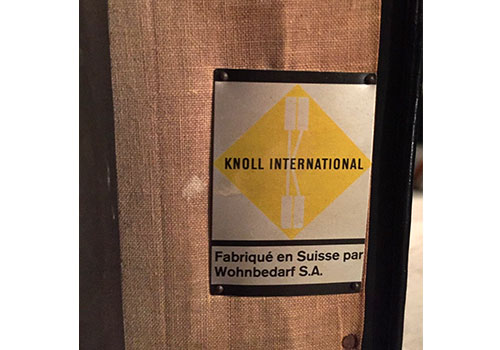 KNOLL INTERNATIONAL
Fabriqué en Suisse par
Wohnbedarf S.A.